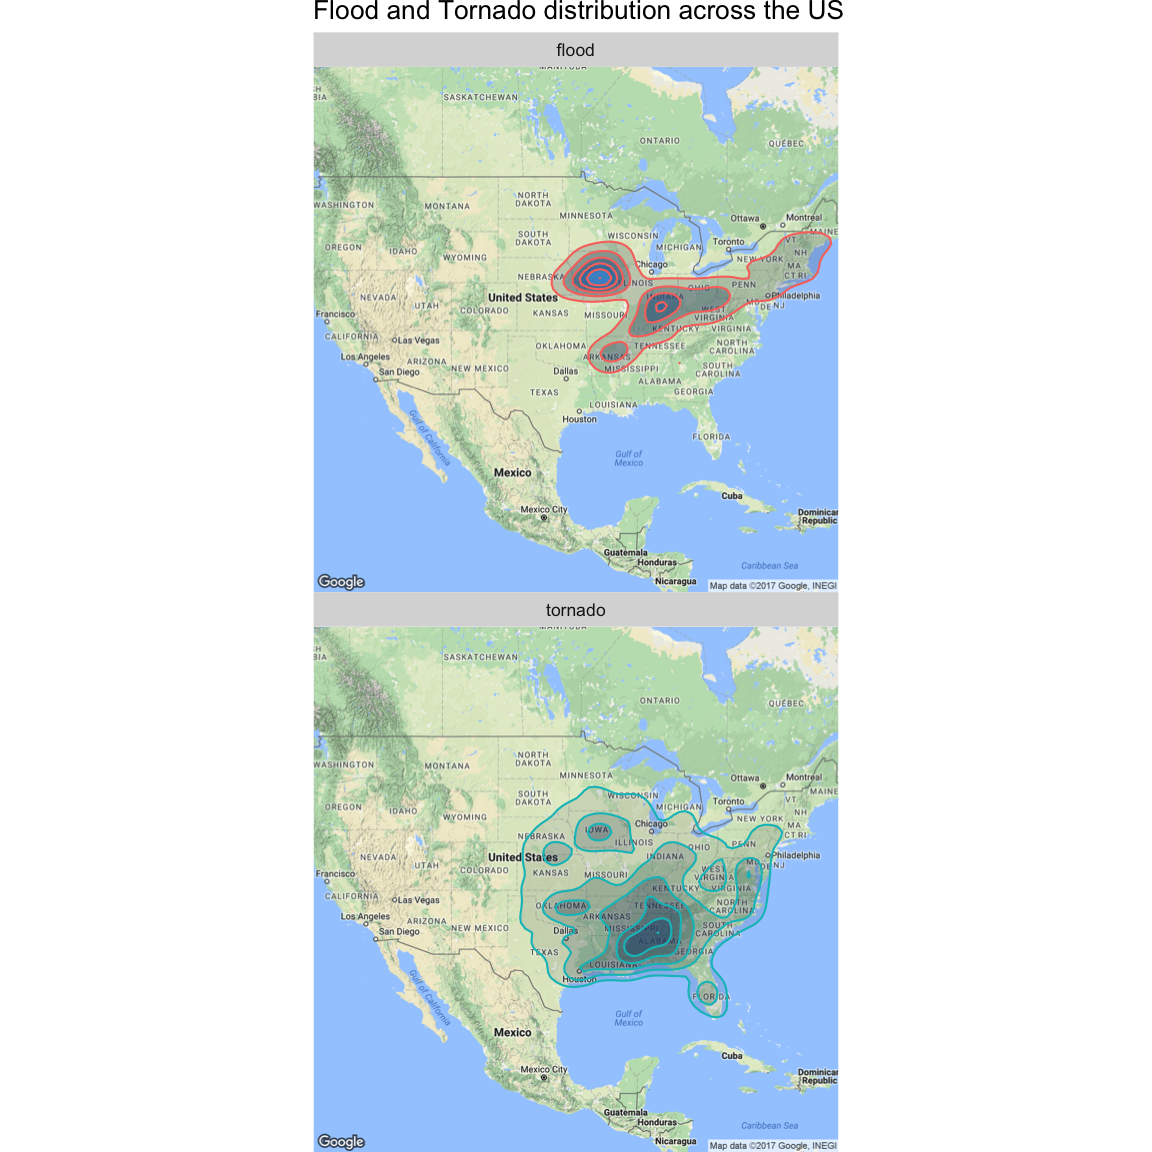 Flood and Tornado distribution across the US
flood
MANITOBA
SASKATCHEWAN
ONTARIO
QUÉBEC
WASHINGTON
MONTANA
NORTH
DAKOTA
MINNESOTA
Ottawa
Montreal
MAINE
OREGON
IDAHO
WYOMING
SOUTH
DAKOTA
WISCONSIN
MICHIGAN
Toronto
VT
NH
NEW YORK
MA
CT RI
Chicago
NEBRASKA
ILLINOIS
OHIO
PENN
NEVADA
UTAH
COLORADO
United States
KANSAS
MISSOURI
INDIANA
WEST
VIRGINIA
MD
DE NJ
Philadelphia
Francisco
CALIFORNIA
Las Vegas
KENTUCKY
VIRGINIA
Los Angeles
ARIZONA
NEW MEXICO
OKLAHOMA
ARKANSAS
TENNESSEE
NORTH
CAROLINA
San Diego
Dallas
MISSISSIPPI
SOUTH
CAROLINA
ALABAMA
TEXAS
GEORGIA
LOUISIANA
Houston
Gulf of California
FLORIDA
Gulf of
Mexico
Mexico
Cuba
Mexico City
Dominican
Republic
Guatemala
Honduras
Nicaragua
Caribbean Sea
Google
Map data ©2017 Google, INEGI
tornado
MANITOBA
BIA
SASKATCHEWAN
ONTARIO
QUÉBEC
WASHINGTON
MONTANA
NORTH
DAKOTA
MINNESOTA
Ottawa
Montreal
MAINE
OREGON
IDAHO
WYOMING
SOUTH
DAKOTA
WISCONSIN
MICHIGAN
Toronto
VT
NH
NEW YORK
MA
CT RI
Chicago
NEBRASKA
IOWA
ILLINOIS
OHIO
PENN
NEVADA
UTAH
COLORADO
United States
KANSAS
MISSOURI
INDIANA
WEST
VIRGINIA
MD
DE NJ
Philadelphia
Francisco
CALIFORNIA
Las Vegas
KENTUCKY
VIRGINIA
Los Angeles
ARIZONA
NEW MEXICO
OKLAHOMA
ARKANSAS
TENNESSEE
NORTH
CAROLINA
San Diego
Dallas
MISSISSIPPI
SOUTH
CAROLINA
ALABAMA
TEXAS
GEORGIA
LOUISIANA
Houston
Gulf of California
FLORIDA
Gulf of
Mexico
Mexico
Cuba
Mexico City
Dominican
Republic
Guatemala
Honduras
Nicaragua
Caribbean Sea
Google
Map data ©2017 Google, INEGI